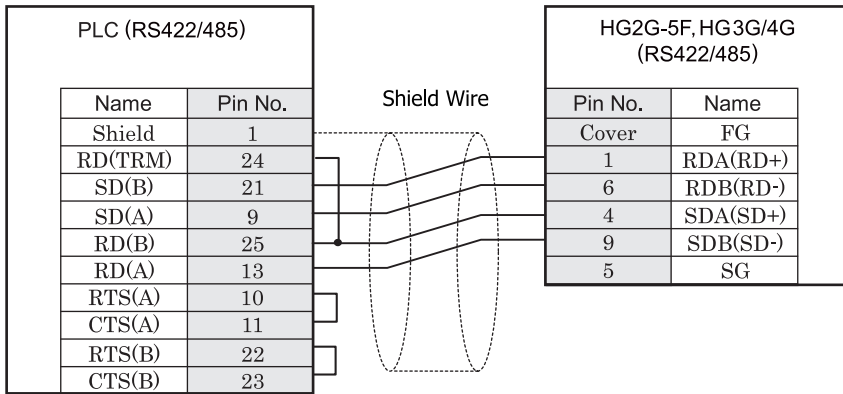 PLC (RS422/485)
Name Pin No.
Shield 1
RD(TRM) 24
SD(B) 21
SD(A) 9
RD(B) 25
RD(A) 13
RTS(A) 10
CTS(A) 11
RTS(B) 22
CTS(B) 23
Shield Wire
HG2G-5F, HG3G/4G
(RS422/485)
Pin No. Name
Cover FG
1 RDA(RD+)
6 RDB(RD-)
4 SDA(SD+)
9 SDB(SD-)
5 SG